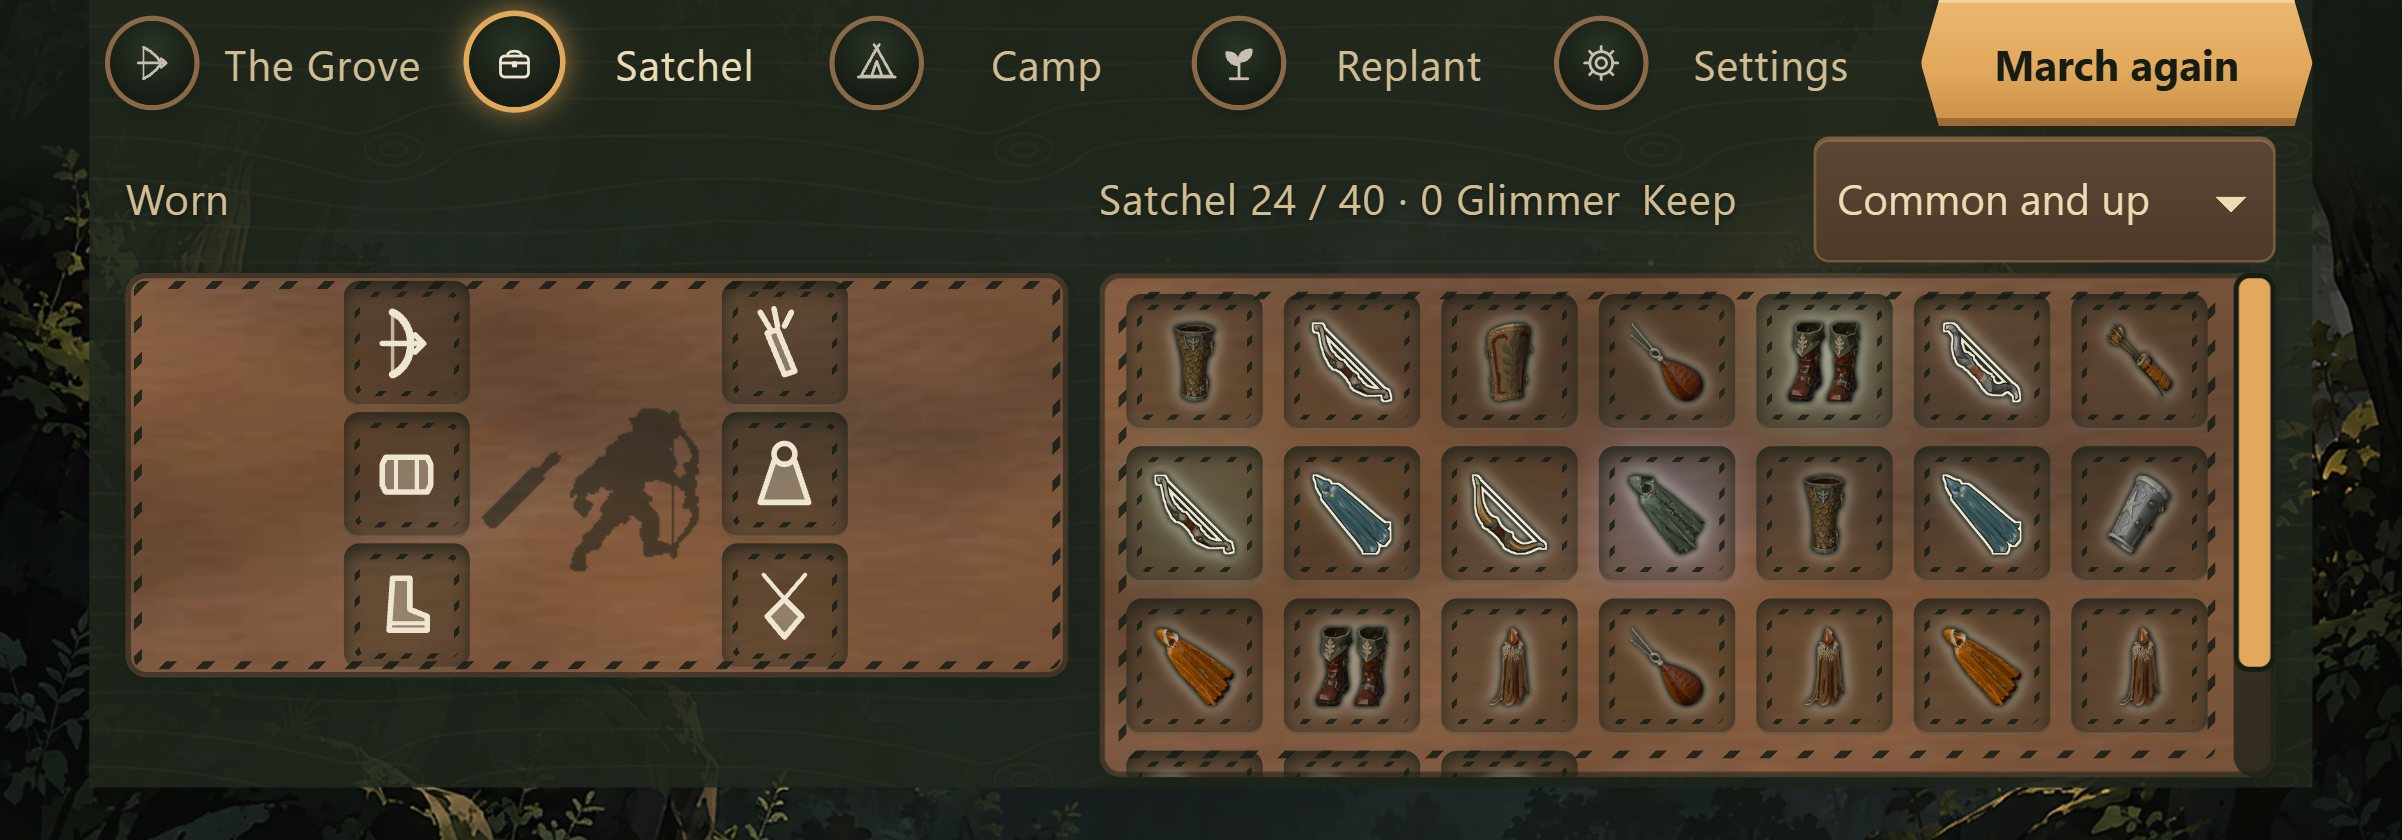 The Grove Satchel Camp Replant Settings March again
Worn Satchel 24 / 40 · 0 Glimmer Keep Common and up